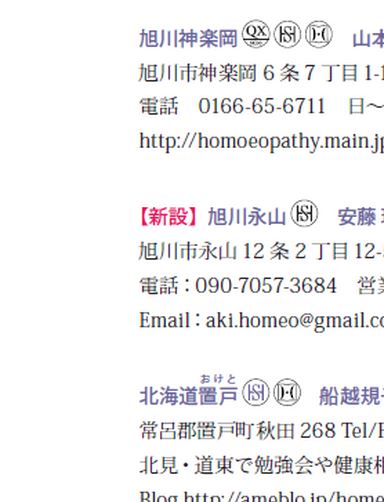 旭川神楽岡 QX HS H 山本
旭川市神楽岡 6 条 7 丁目 1-1
電話　0166-65-6711　日～
http://homoeopathy.main.jp
【新設】旭川永山 HS 安藤
旭川市永山 12 条 2 丁目 12-
電話：090-7057-3684　営業
Email：aki.homeo@gmail.co
おけと
北海道置戸 HS H 船越規
常呂郡置戸町秋田 268 Tel/F
北見・道東で勉強会や健康相
Blog http://ameblo.jp/home